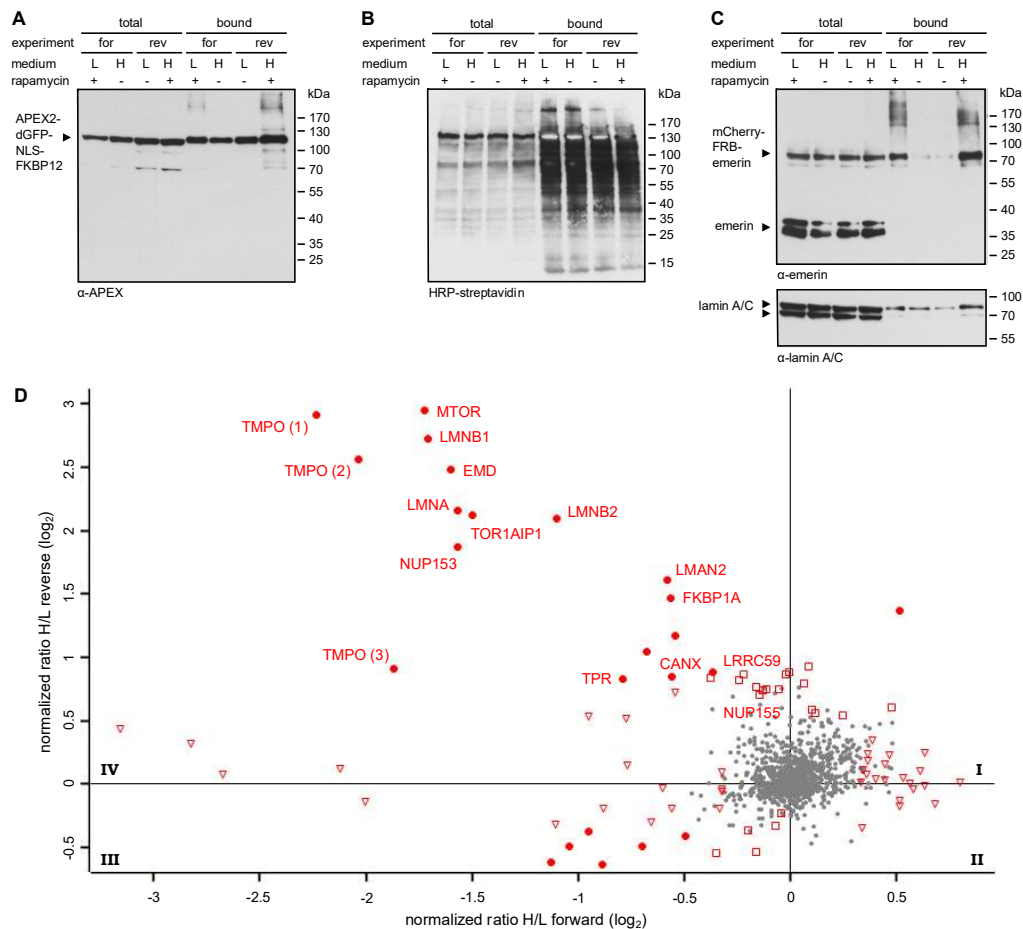 A
total bound
experiment for rev for rev
medium L H L H L H L H
rapamycin + - - + + - - +
kDa
170
130
100
70
55
40
35
25
APEX2-
dGFP-
NLS-
FKBP12
α-APEX
B
total bound
experiment for rev for rev
medium L H L H L H L H
rapamycin + - - + + - - +
kDa
170
130
100
70
55
40
35
25
15
HRP-streptavidin
C
total bound
experiment for rev for rev
medium L H L H L H L H
rapamycin + - - + + - - +
kDa
170
130
100
70
55
40
35
25
mCherry-
FRB-
emerin
emerin
α-emerin
lamin A/C
100
70
55
α-lamin A/C
D
normalized ratio H/L reverse (log2)
3
2.5
2
1.5
1
0.5
0
-0.5
TMPO (1)
MTOR
LMNB1
TMPO (2)
EMD
LMNA
LMNB2
TOR1AIP1
NUP153
LMAN2
FKBP1A
TMPO (3)
CANX
LRRC59
TPR
NUP155
IV
I
III
II
-3 -2.5 -2 -1.5 -1 -0.5 0 0.5
normalized ratio H/L forward (log2)